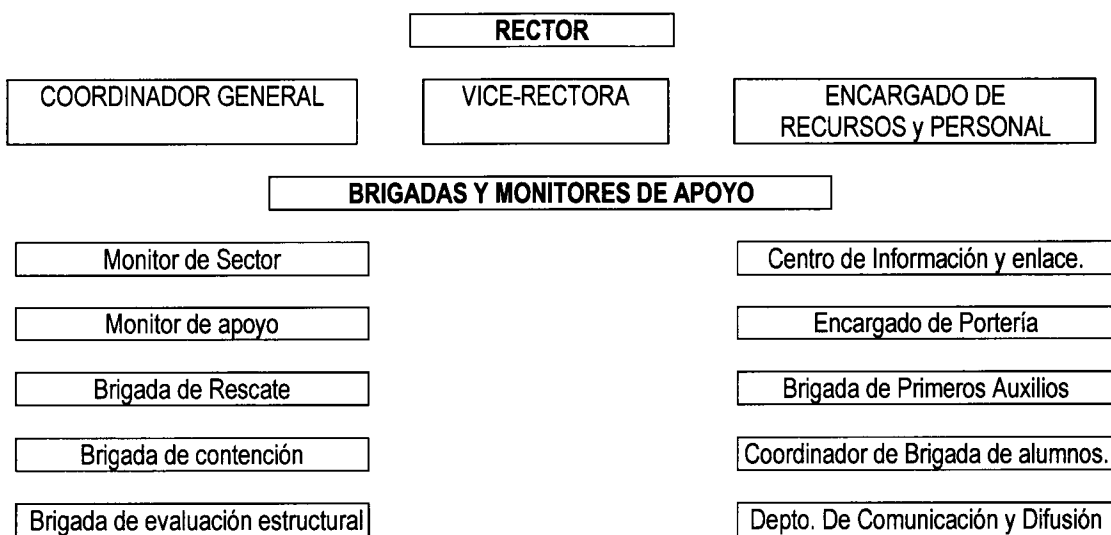 RECTOR
COORDINADOR GENERAL
VICE-RECTORA
ENCARGADO DE
RECURSOS y PERSONAL
BRIGADAS Y MONITORES DE APOYO
Monitor de Sector
Centro de Información y enlace.
Monitor de apoyo
Encargado de Portería
Brigada de Rescate
Brigada de Primeros Auxilios
Brigada de contención
Coordinador de Brigada de alumnos.
Brigada de evaluación estructural
Depto. De Comunicación y Difusión